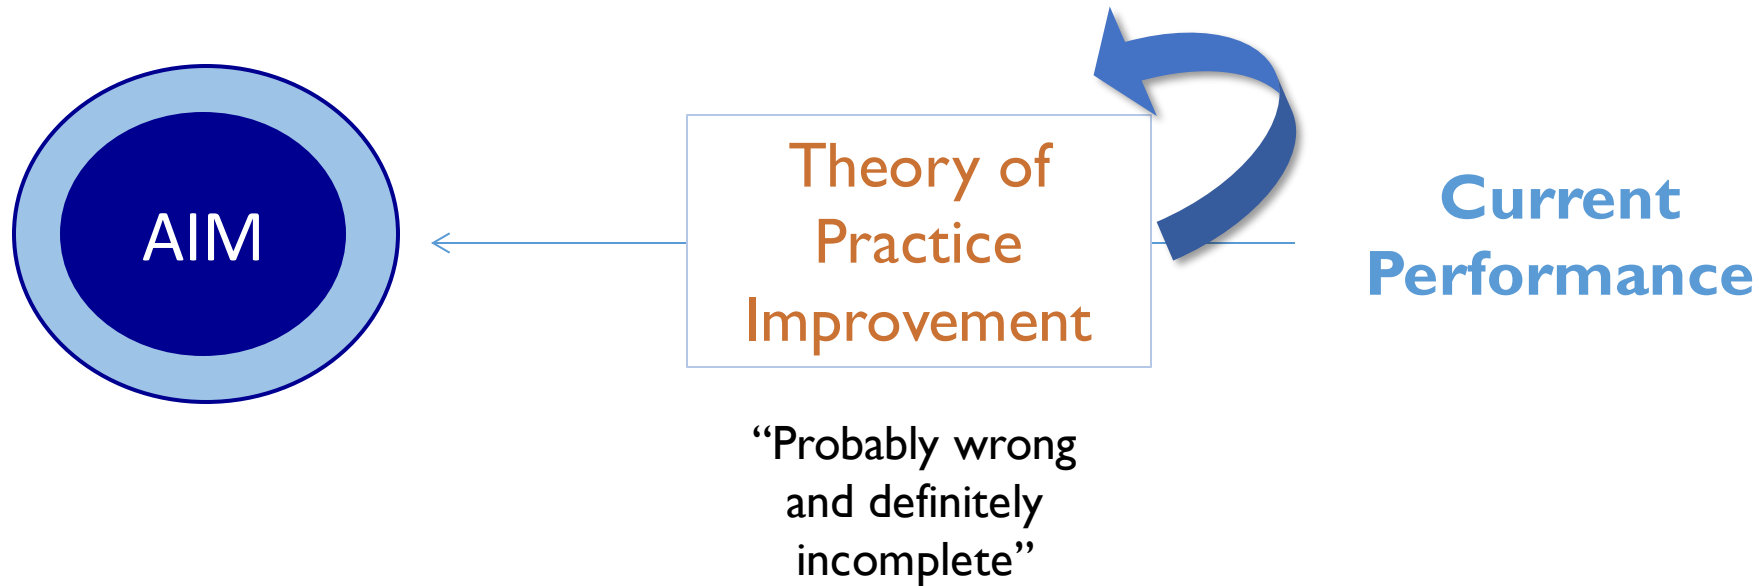 AIM
Theory of
Practice
Improvement
Current
Performance
“Probably wrong
and definitely
incomplete”